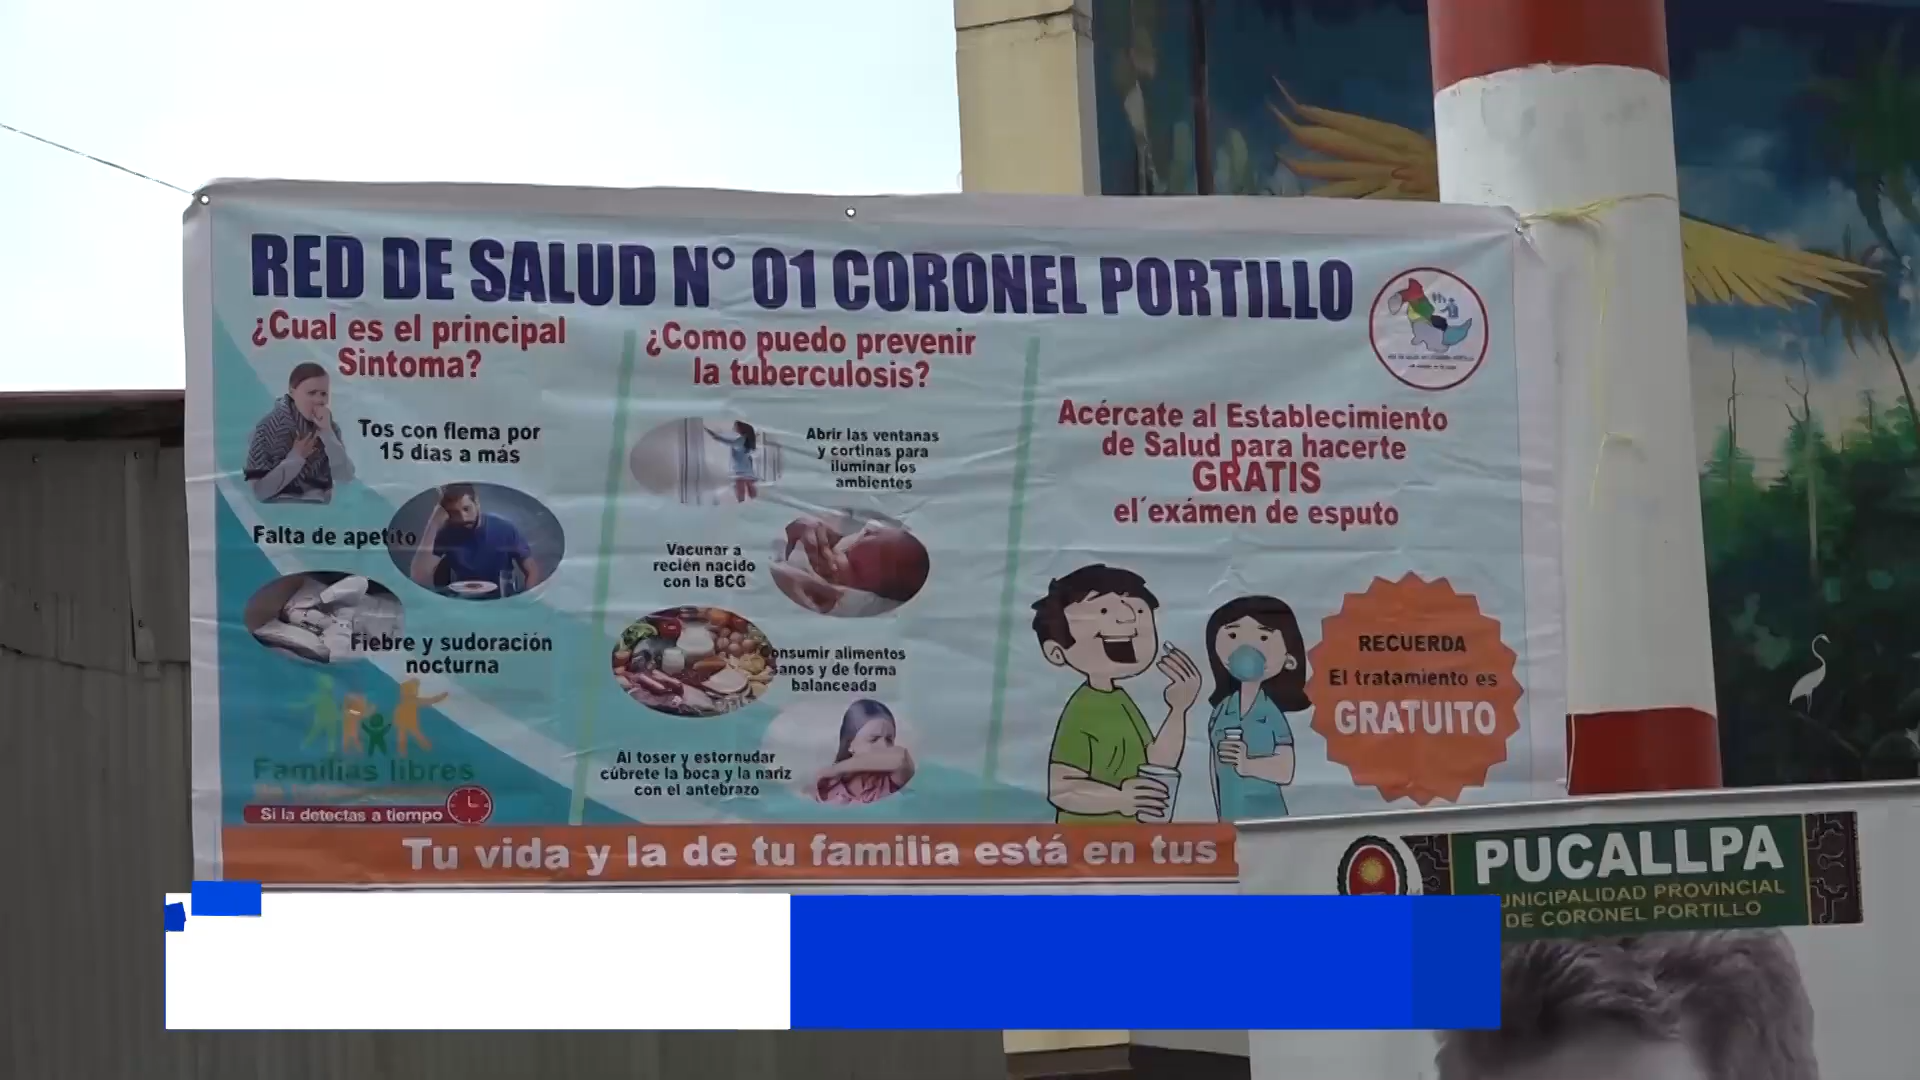 RED DE SALUD N° 01 CORONEL PORTILLO
¿Cual es el principal
Sintoma?
Tos con flema por
15 días a más
Falta de apetito
Fiebre y sudoración
nocturna
Familias libres
Si la detectas a tiempo
¿Como puedo prevenir
la tuberculosis?
Abrir las ventanas
y cortinas para
iluminar los
ambientes
Vacunar a
recién nacido
con la BCG
onsumir alimentos
sanos y de forma
balanceada
Al toser y estornudar
cúbrete la boca y la nariz
con el antebrazo
Acércate al Establecimiento
de Salud para hacerte
GRATIS
el´exámen de esputo
RECUERDA
El tratamiento es
GRATUITO
Tu vida y la de tu familia está en tus
PUCALLPA
UNICIPALIDAD PROVINCIAL
DE CORONEL PORTILLO